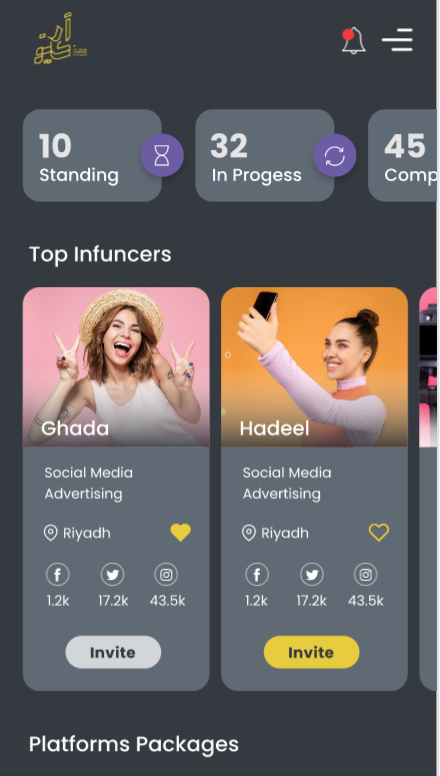 10
Standing
32
In Progess
45
Comp
Top Infuncers
Ghada
Social Media
Advertising
Riyadh
1.2k
17.2k
43.5k
Invite
Hadeel
Social Media
Advertising
Riyadh
1.2k
17.2k
43.5k
Invite
Platforms Packages